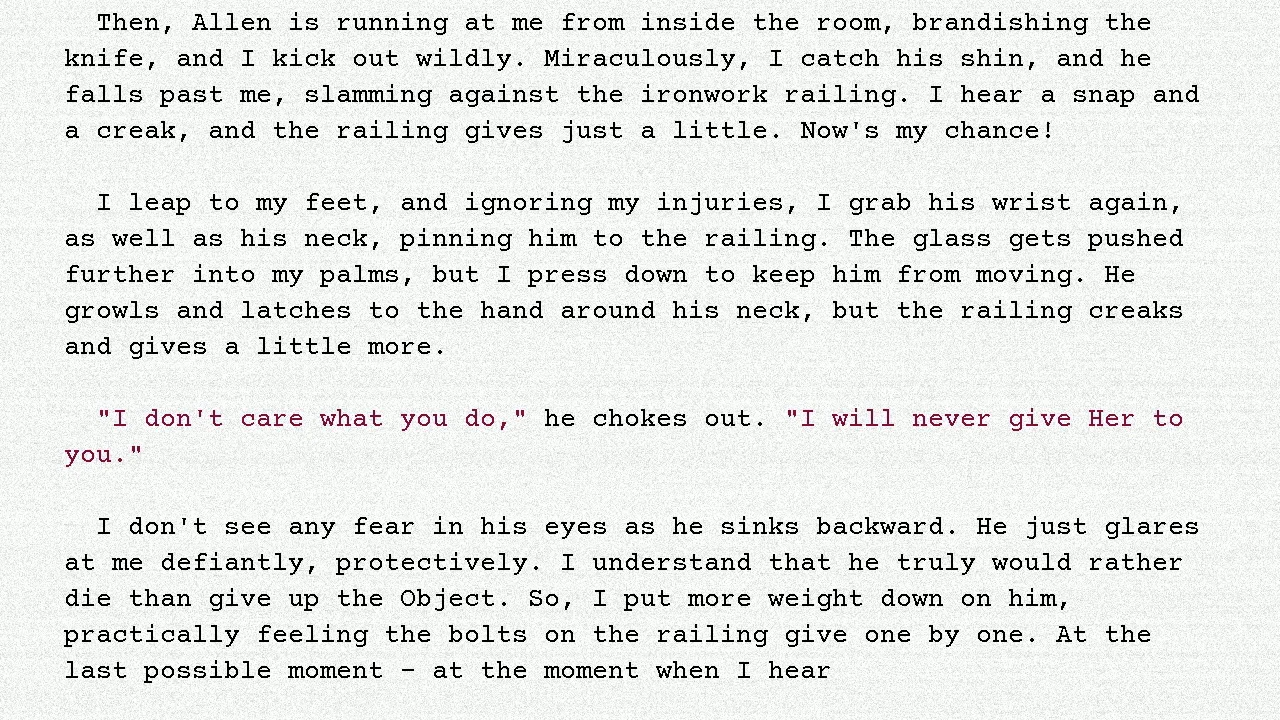 Then, Allen is running at me from inside the room, brandishing the
knife, and I kick out wildly. Miraculously, I catch his shin, and he
falls past me, slamming against the ironwork railing. I hear a snap and
a creak, and the railing gives just a little. Now's my chance!
I leap to my feet, and ignoring my injuries, I grab his wrist again,
as well as his neck, pinning him to the railing. The glass gets pushed
further into my palms, but I press down to keep him from moving. He
growls and latches to the hand around his neck, but the railing creaks
and gives a little more.
"I don't care what you do," he chokes out. "I will never give Her to
you."
I don't see any fear in his eyes as he sinks backward. He just glares
at me defiantly, protectively. I understand that he truly would rather
die than give up the Object. So, I put more weight down on him,
practically feeling the bolts on the railing give one by one. At the
last possible moment – at the moment when I hear